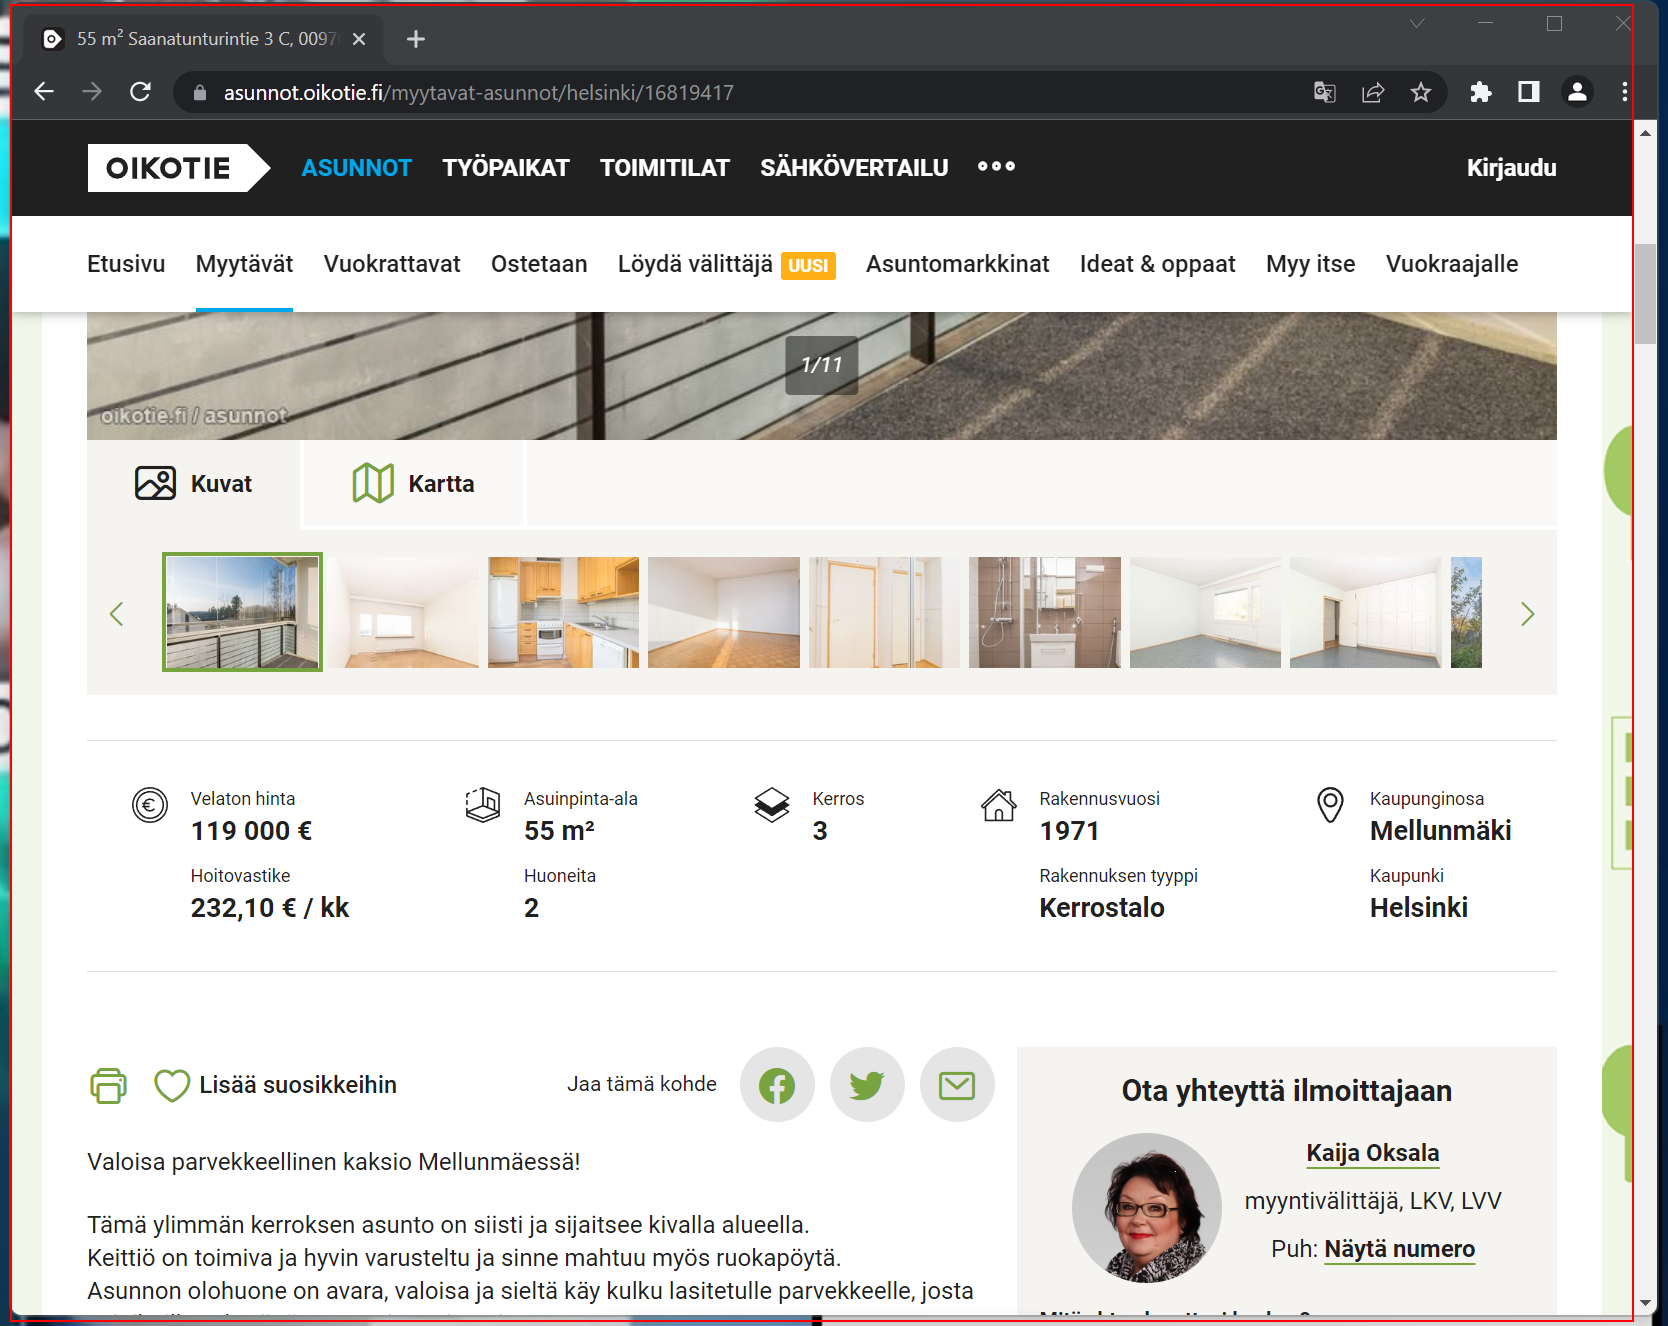 55 m² Saanatunturintie 3 C, 0097
asunnot.oikotie.fi/myytavat-asunnot/helsinki/16819417
OIKOTIE ASUNNOT TYÖPAIKAT TOIMITILAT SÄHKÖVERTAILU Kirjaudu
Etusivu Myytävät Vuokrattavat Ostetaan Löydä välittäjä UUSI Asuntomarkkinat Ideat & oppaat Myy itse Vuokraajalle
1/11
oikotie.fi / asunnot
Kuvat Kartta
Velaton hinta Asuinpinta-ala Kerros Rakennusvuosi Kaupunginosa
119 000 € 55 m² 3 1971 Mellunmäki
Hoitovastike Huoneita Rakennuksen tyyppi Kaupunki
232,10 € / kk 2 Kerrostalo Helsinki
Lisää suosikkeihin Jaa tämä kohde
Valoisa parvekkeellinen kaksio Mellunmäessä!
Tämä ylimmän kerroksen asunto on siisti ja sijaitsee kivalla alueella.
Keittiö on toimiva ja hyvin varusteltu ja sinne mahtuu myös ruokapöytä.
Asunnon olohuone on avara, valoisa ja sieltä käy kulku lasitetulle parvekkeelle, josta
Ota yhteyttä ilmoittajaan
Kaija Oksala
myyntivälittäjä, LKV, LVV
Puh: Näytä numero